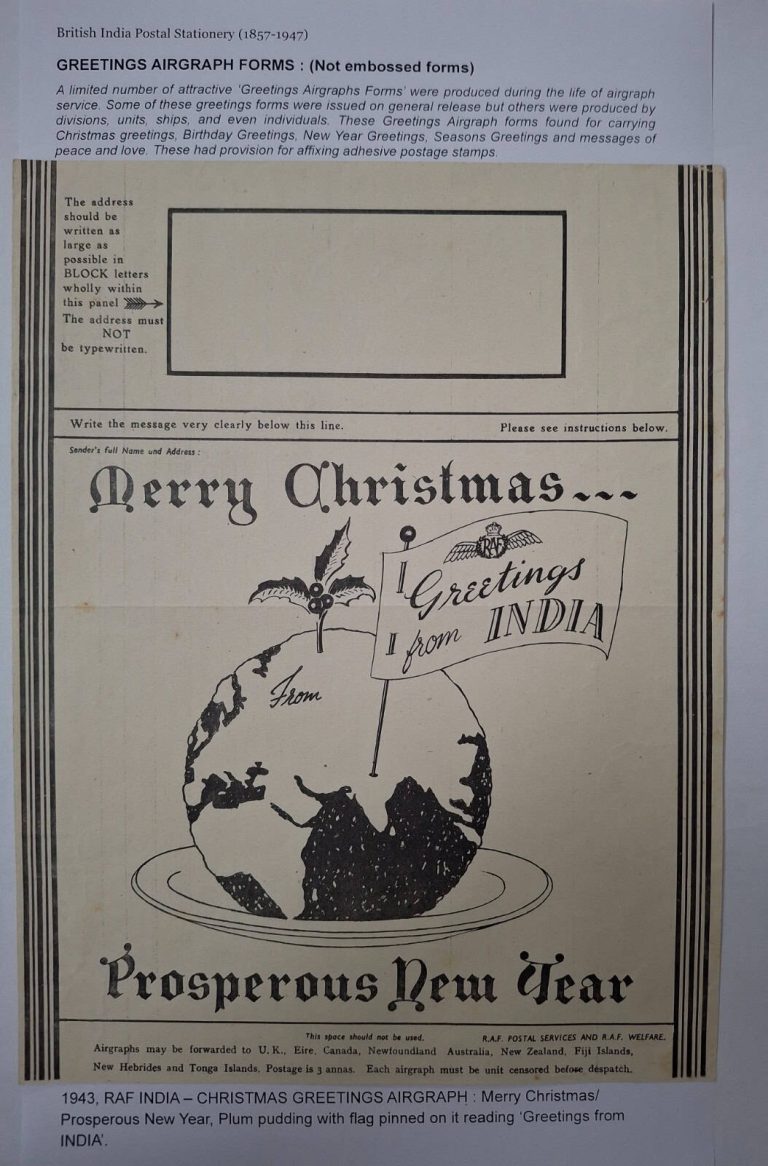 British India Postal Stationery (1857-1947)
GREETINGS AIRGRAPH FORMS : (Not embossed forms)
A limited number of attractive 'Greetings Airgraphs Forms' were produced during the life of airgraph
service. Some of these greetings forms were issued on general release but others were produced by
divisions, units, ships, and even individuals. These Greetings Airgraph forms found for carrying
Christmas greetings, Birthday Greetings, New Year Greetings, Seasons Greetings and messages of
peace and love. These had provision for affixing adhesive postage stamps.
The address
should be
written as
large as
possible in
BLOCK letters
wholly within
this panel
The address must
NOT
be typewritten.
Write the message very clearly below this line.
Please see instructions below.
Sender's full Name and Address :
Merry Christmas...
RAF
Greetings
from INDIA
From
Prosperous New Year
This space should not be used.
R.A.F. POSTAL SERVICES AND R.A.F. WELFARE.
Airgraphs may be forwarded to U. K., Eire, Canada, Newfoundland Australia, New Zealand, Fiji Islands,
New Hebrides and Tonga Islands, Postage is 3 annas. Each airgraph must be unit censored before despatch.
1943, RAF INDIA – CHRISTMAS GREETINGS AIRGRAPH : Merry Christmas/
Prosperous New Year, Plum pudding with flag pinned on it reading 'Greetings from
INDIA'.